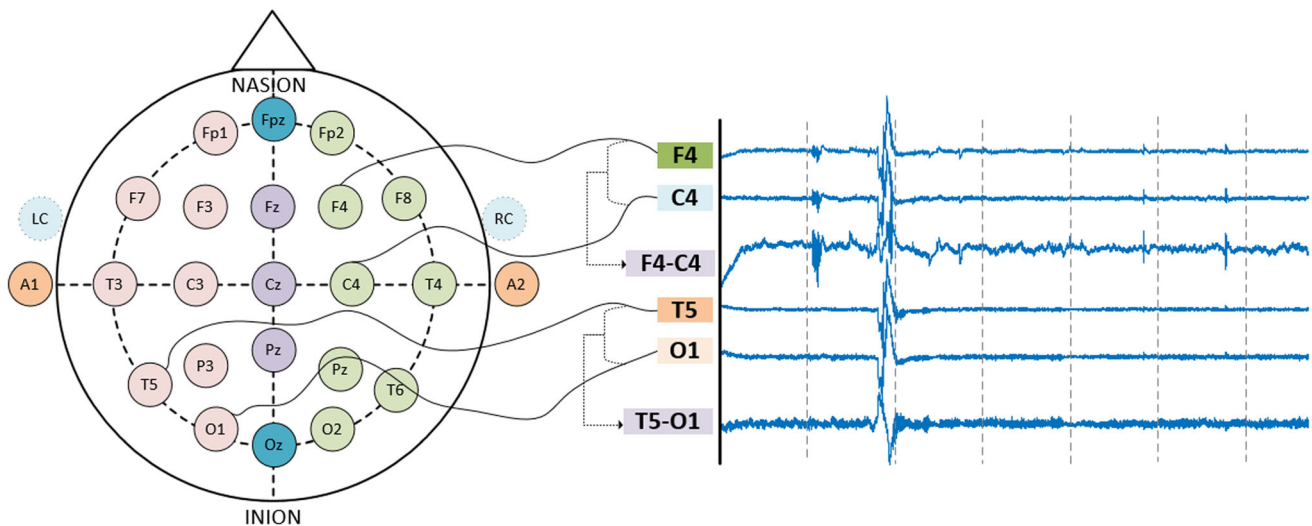 NASION
Fp1
Fpz
Fp2
F7
F3
Fz
F4
F8
LC
RC
A1
T3
C3
Cz
C4
T4
A2
T5
P3
Pz
Pz
T6
O1
Oz
O2
INION
F4
C4
F4-C4
T5
O1
T5-O1